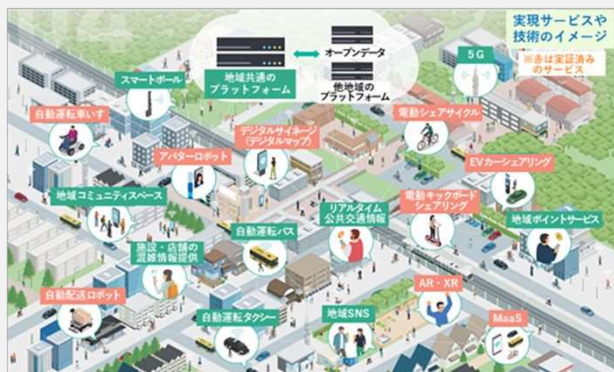 実現サービスや
技術のイメージ
※赤は実証済み
のサービス
オープンデータ
地域共通の
プラットフォーム
他地域の
プラットフォーム
5G
スマートポール
自動運転車いす
デジタルサイネージ
(デジタルマップ)
電動シェアサイクル
アバターロボット
EVカーシェアリング
地域コミュニティスペース
リアルタイム
公共交通情報
電動キックボード
シェアリング
地域ポイントサービス
自動運転バス
施設・店舗の
混雑情報提供
自動配送ロボット
自動運転タクシー
地域SNS
AR・XR
MaaS